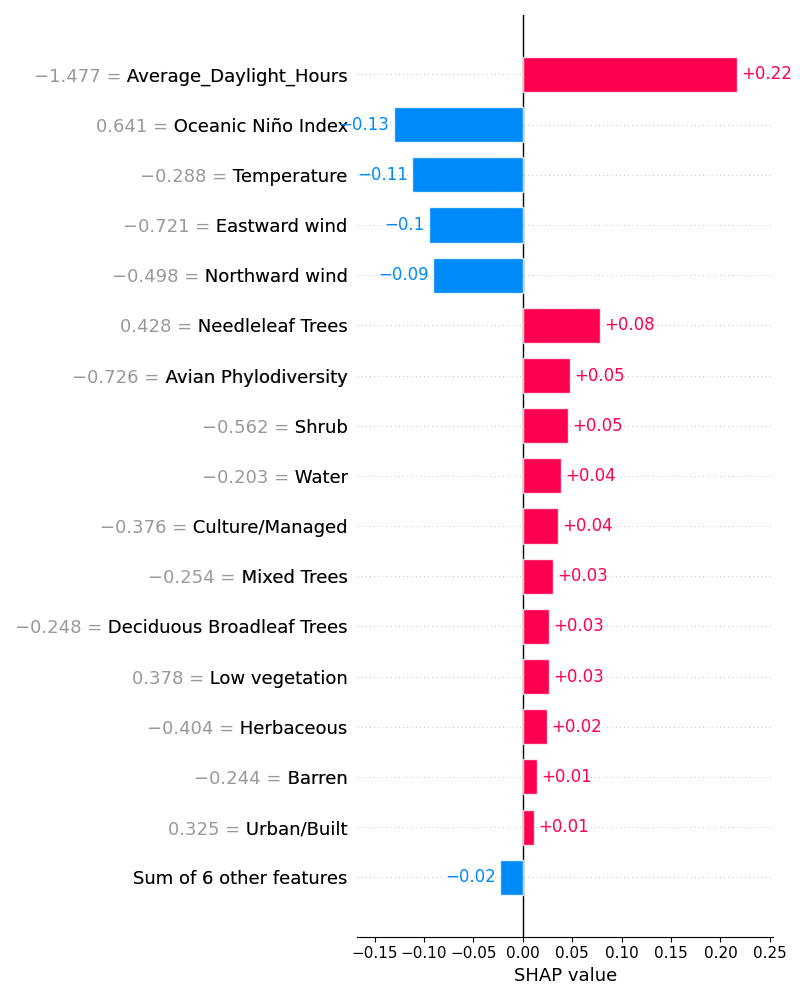 −1.477 = Average_Daylight_Hours +0.22
0.641 = Oceanic Niño Index −0.13
−0.288 = Temperature −0.11
−0.721 = Eastward wind −0.1
−0.498 = Northward wind −0.09
0.428 = Needleleaf Trees +0.08
−0.726 = Avian Phylodiversity +0.05
−0.562 = Shrub +0.05
−0.203 = Water +0.04
−0.376 = Culture/Managed +0.04
−0.254 = Mixed Trees +0.03
−0.248 = Deciduous Broadleaf Trees +0.03
0.378 = Low vegetation +0.03
−0.404 = Herbaceous +0.02
−0.244 = Barren +0.01
0.325 = Urban/Built +0.01
Sum of 6 other features −0.02
−0.15 −0.10 −0.05 0.00 0.05 0.10 0.15 0.20 0.25
SHAP value